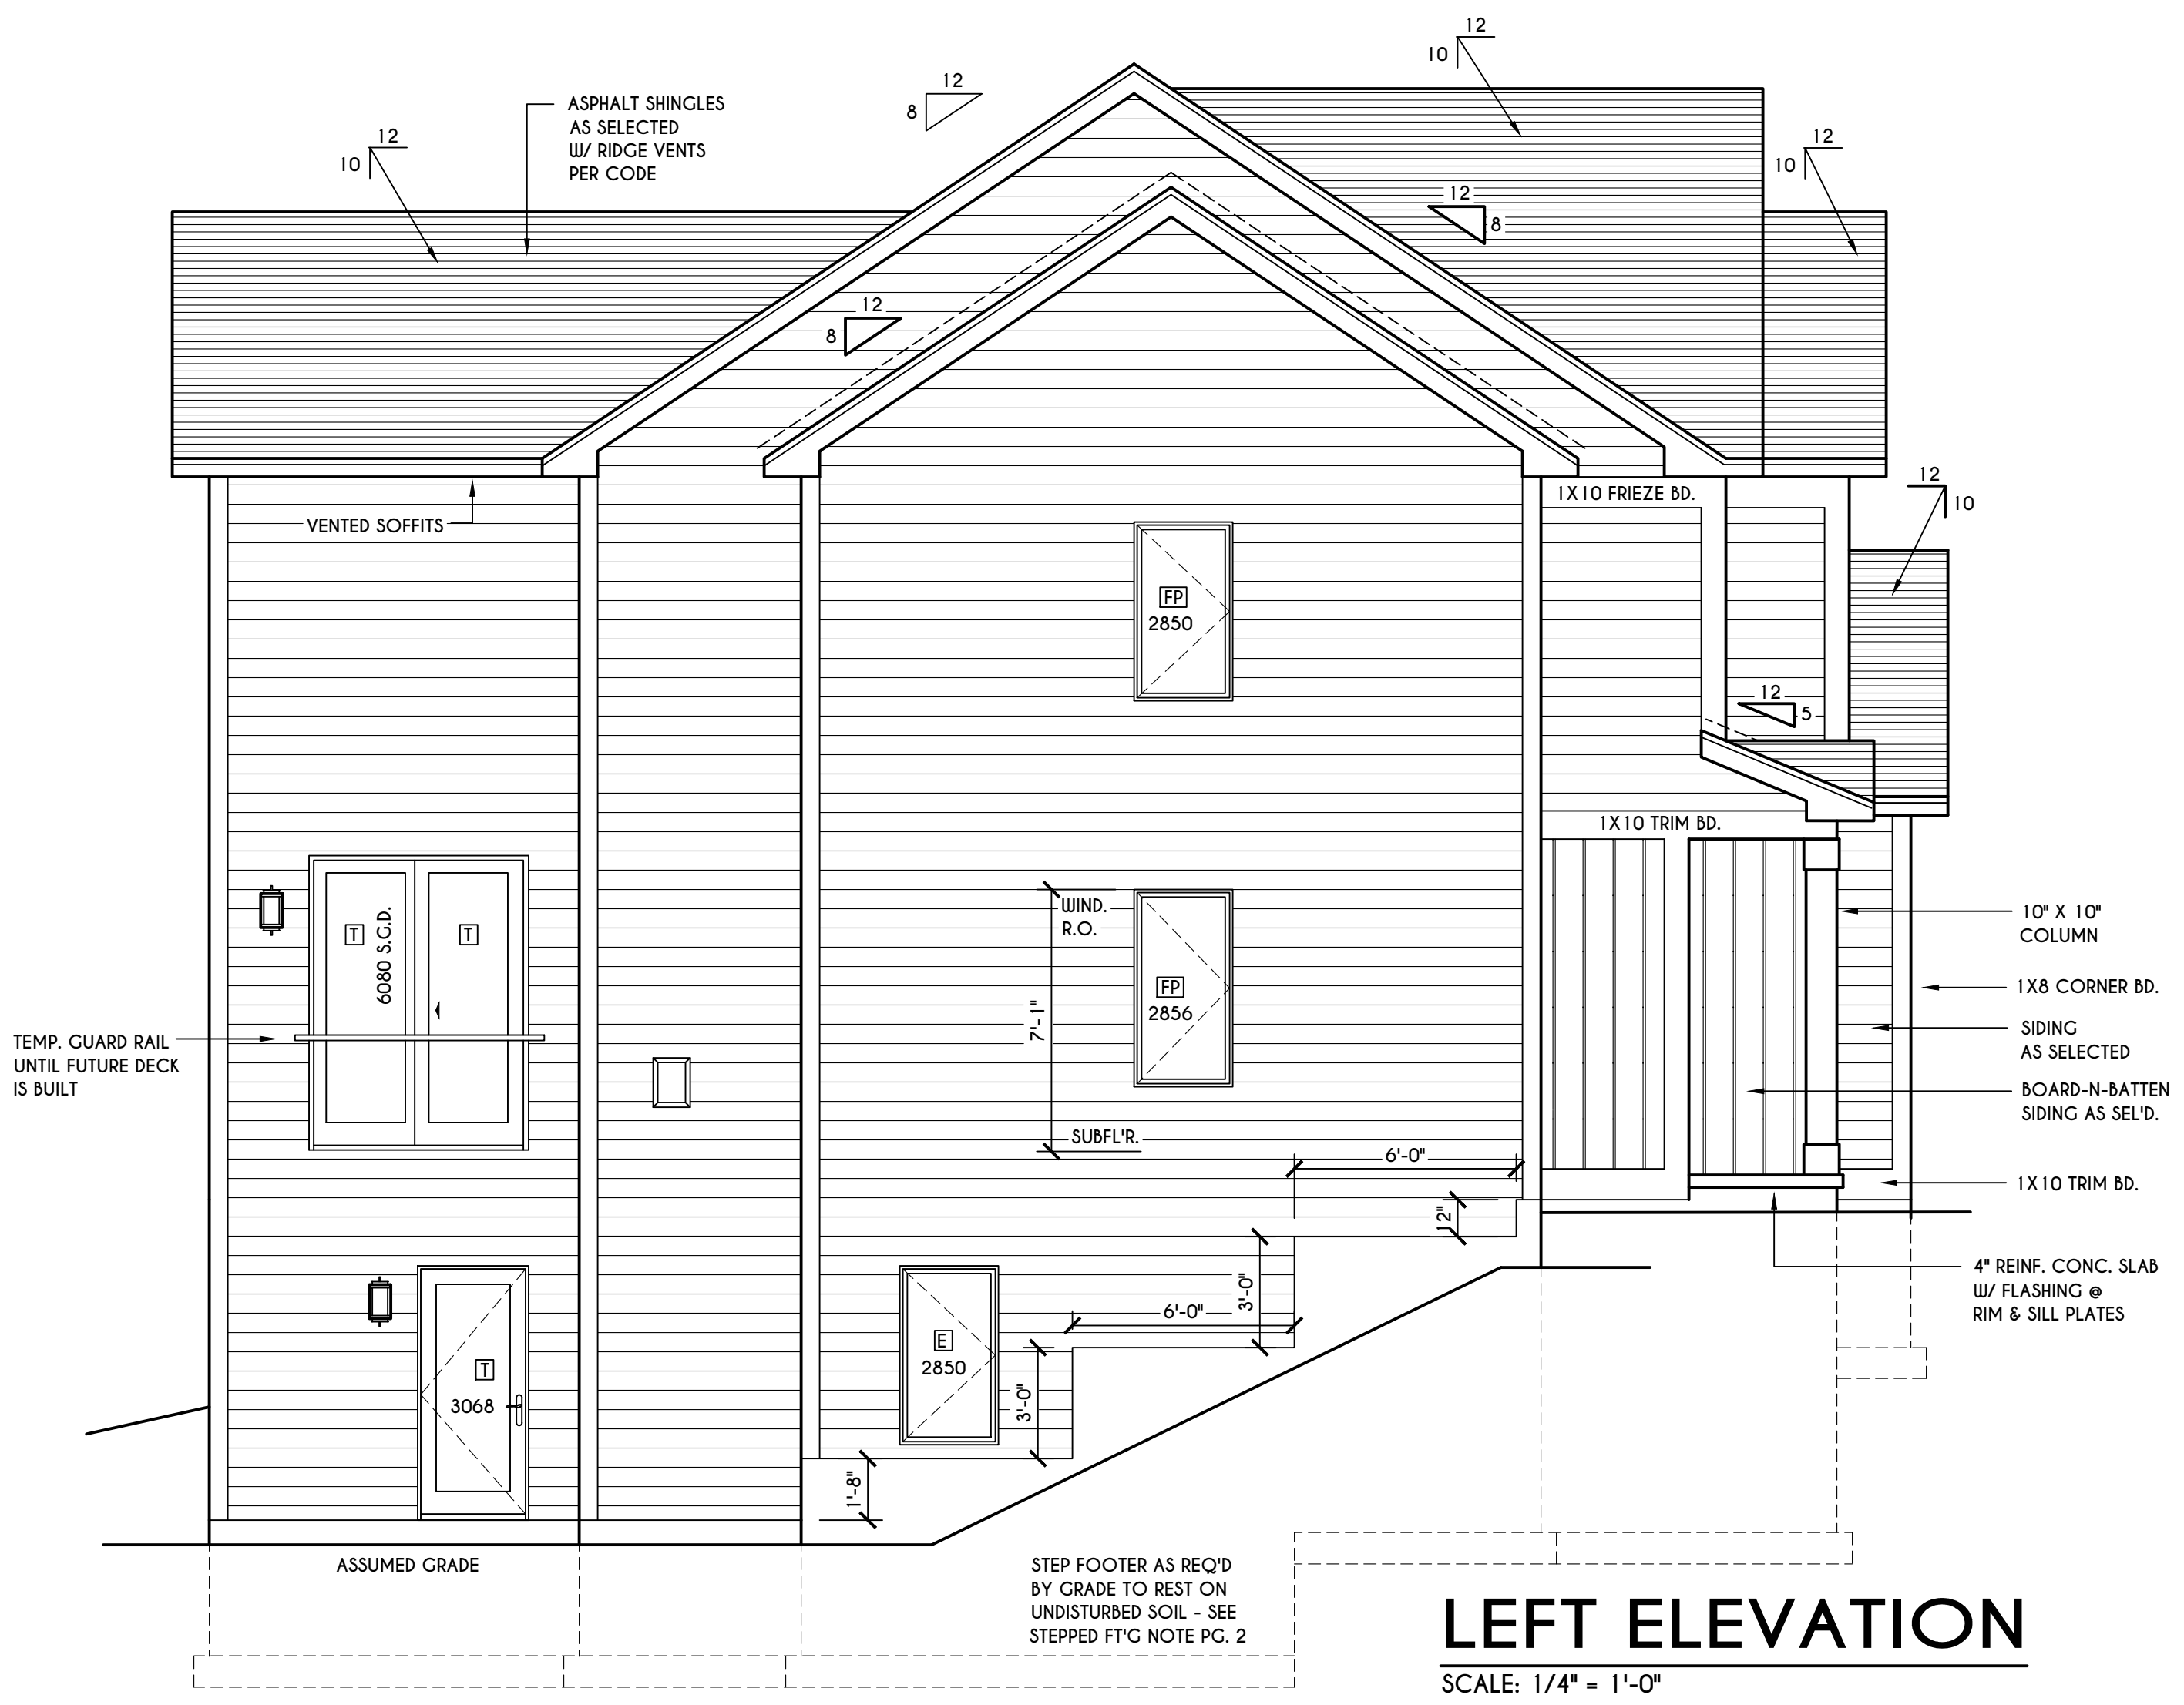 12
10
12
8
ASPHALT SHINGLES
AS SELECTED
W/ RIDGE VENTS
PER CODE
12
10
12
10
12
8
12
8
1X10 FRIEZE BD.
12
10
VENTED SOFFITS
FP
2850
12
5
1X10 TRIM BD.
WIND.
R.O.
T
6080 S.G.D.
T
10" X 10"
COLUMN
FP
2856
7'-1"
1X8 CORNER BD.
SIDING
AS SELECTED
TEMP. GUARD RAIL
UNTIL FUTURE DECK
IS BUILT
BOARD-N-BATTEN
SIDING AS SEL'D.
SUBFL'R.
6'-0"
1X10 TRIM BD.
12"
4" REINF. CONC. SLAB
W/ FLASHING @
RIM & SILL PLATES
3'-0"
6'-0"
E
2850
T
3068
3'-0"
1'-8"
ASSUMED GRADE
STEP FOOTER AS REQ'D
BY GRADE TO REST ON
UNDISTURBED SOIL - SEE
STEPPED FT'G NOTE PG. 2
LEFT ELEVATION
SCALE: 1/4" = 1'-0"